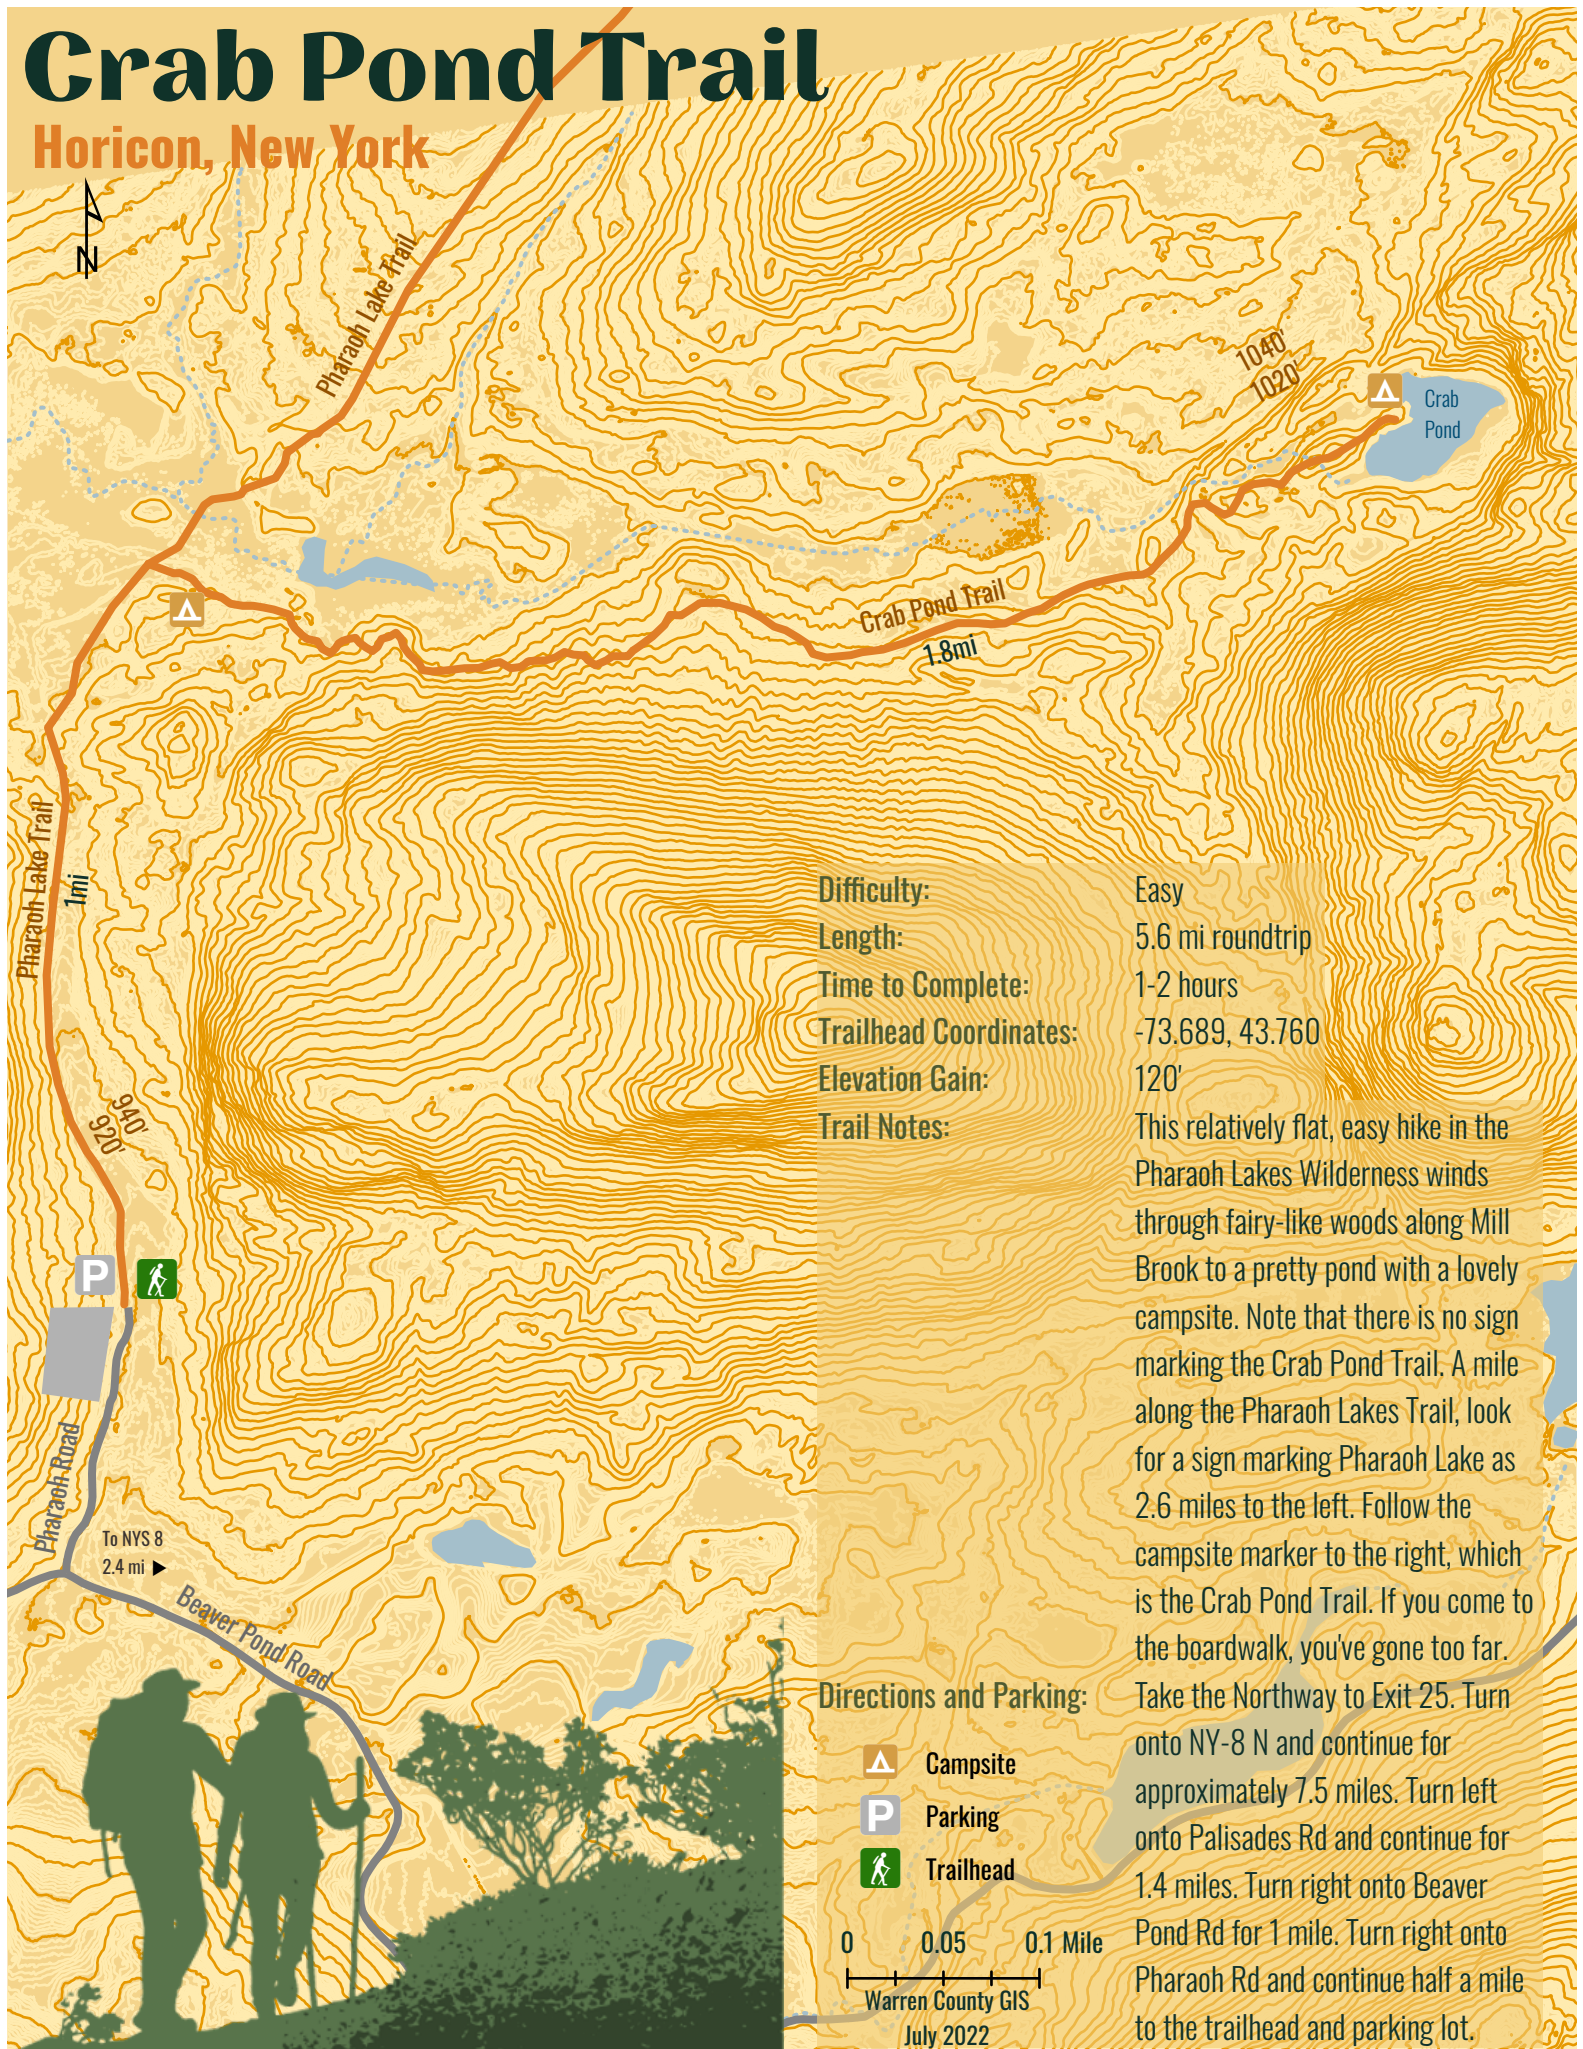 Crab Pond Trail
Horicon, New York
N
Pharaoh Lake Trail
1040'
1020'
Crab
Pond
Crab Pond Trail
1.8mi
Pharaoh Lake Trail
1mi
940'
920'
P
Pharaoh Road
To NYS 8
2.4 mi ►
Beaver Pond Road
Difficulty: Easy
Length: 5.6 mi roundtrip
Time to Complete: 1-2 hours
Trailhead Coordinates: -73.689, 43.760
Elevation Gain: 120'
Trail Notes: This relatively flat, easy hike in the
Pharaoh Lakes Wilderness winds
through fairy-like woods along Mill
Brook to a pretty pond with a lovely
campsite. Note that there is no sign
marking the Crab Pond Trail. A mile
along the Pharaoh Lakes Trail, look
for a sign marking Pharaoh Lake as
2.6 miles to the left. Follow the
campsite marker to the right, which
is the Crab Pond Trail. If you come to
the boardwalk, you've gone too far.
Directions and Parking: Take the Northway to Exit 25. Turn
onto NY-8 N and continue for
approximately 7.5 miles. Turn left
onto Palisades Rd and continue for
1.4 miles. Turn right onto Beaver
Pond Rd for 1 mile. Turn right onto
Pharaoh Rd and continue half a mile
to the trailhead and parking lot.
Campsite
P Parking
Trailhead
0 0.05 0.1 Mile
Warren County GIS
July 2022